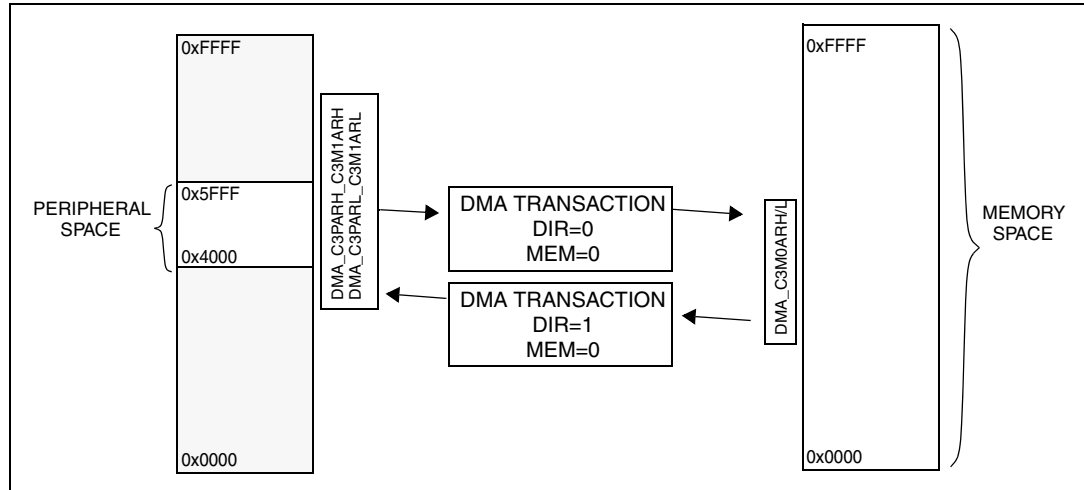 0xFFFF
0x5FFF
PERIPHERAL
SPACE
0x4000
0x0000
DMA_C3PARH_C3M1ARH
DMA_C3PARL_C3M1ARL
DMA TRANSACTION
DIR=0
MEM=0
DMA TRANSACTION
DIR=1
MEM=0
DMA_C3M0ARH/L
0xFFFF
MEMORY
SPACE
0x0000